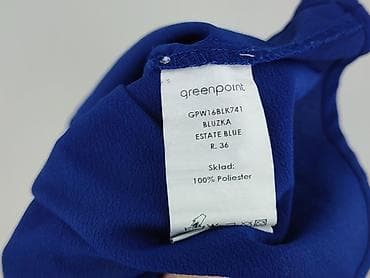 greenpoint
GPW16BLK741
BLUZKA
ESTATE BLUE
R. 36
Skład:
100% Poliester